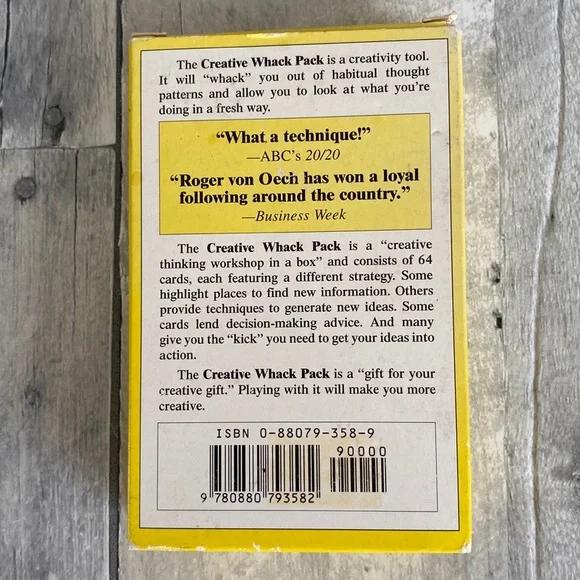 The Creative Whack Pack is a creativity tool.
It will “whack” you out of habitual thought
patterns and allow you to look at what you’re
doing in a fresh way.
“What a technique!”
—ABC’s 20/20
“Roger von Oech has won a loyal
following around the country.”
—Business Week
The Creative Whack Pack is a “creative
thinking workshop in a box” and consists of 64
cards, each featuring a different strategy. Some
highlight places to find new information. Others
provide techniques to generate new ideas. Some
cards lend decision-making advice. And many
give you the “kick” you need to get your ideas into
action.
The Creative Whack Pack is a “gift for your
creative gift.” Playing with it will make you more
creative.
ISBN 0-88079-358-9
90000
9 780880 793582